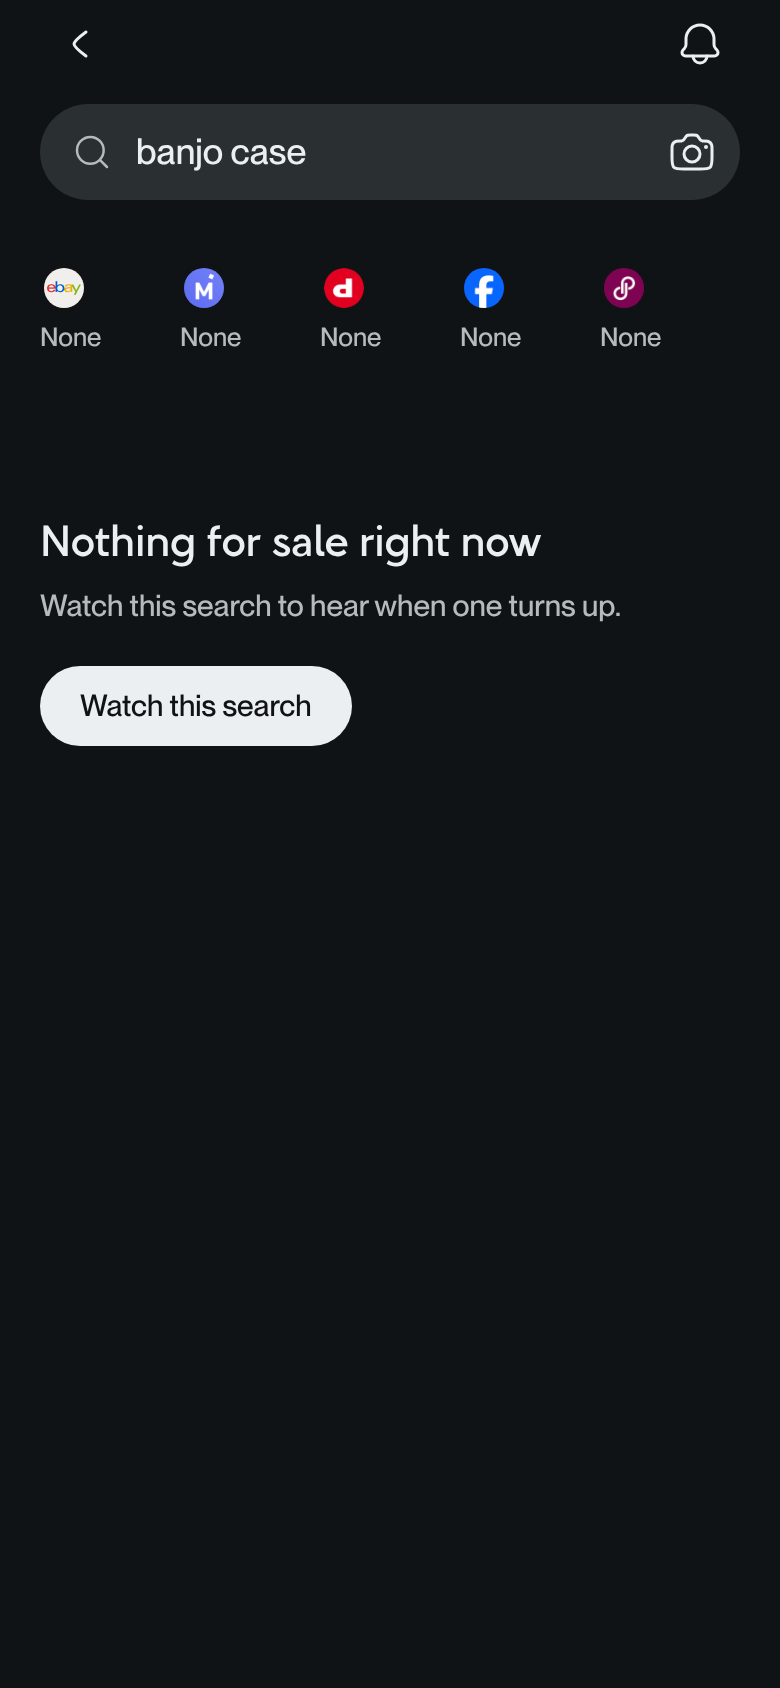 banjo case
ebay
None
None
None
None
None
Nothing for sale right now
Watch this search to hear when one turns up.
Watch this search